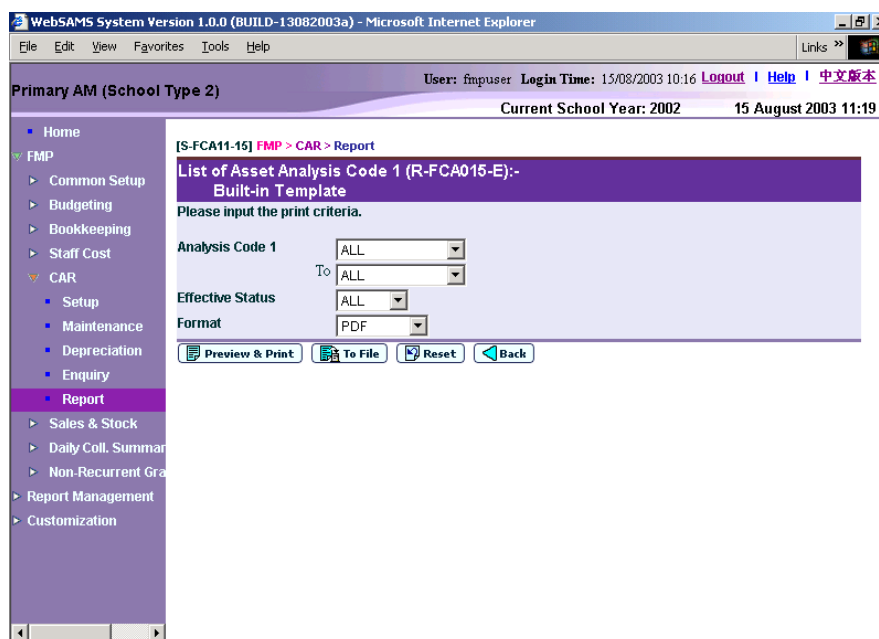 WebSAMS System Version 1.0.0 (BUILD-13082003a) - Microsoft Internet Explorer
File Edit View Favorites Tools Help
Links »
Primary AM (School Type 2)
User: fmpuser Login Time: 15/08/2003 10:16 Logout | Help | 中文版本
Current School Year: 2002 15 August 2003 11:19
Home
FMP
Common Setup
Budgeting
Bookkeeping
Staff Cost
CAR
Setup
Maintenance
Depreciation
Enquiry
Report
Sales & Stock
Daily Coll. Summar
Non-Recurrent Gra
Report Management
Customization
[S-FCA11-15] FMP > CAR > Report
List of Asset Analysis Code 1 (R-FCA015-E):-
Built-in Template
Please input the print criteria.
Analysis Code 1 ALL
To ALL
Effective Status ALL
Format PDF
Preview & Print To File Reset Back